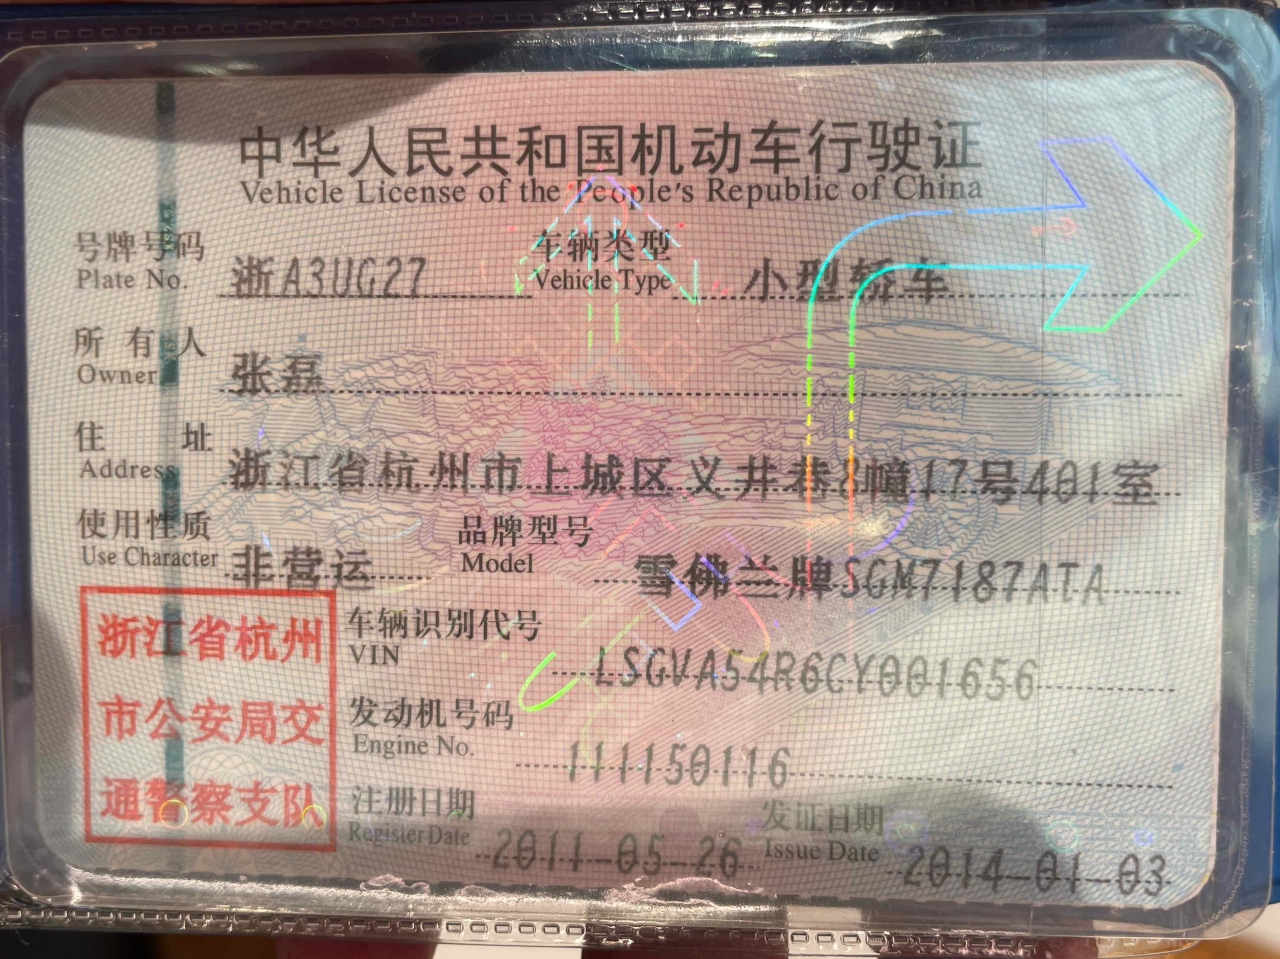 中华人民共和国机动车行驶证
Vehicle License of the People's Republic of China
号牌号码 浙A3UG27 车辆类型 小型轿车
Plate No. Vehicle Type
所有人 张磊
Owner
住址 浙江省杭州市上城区义井巷8幢17号401室
Address
使用性质 非营运 品牌型号 雪佛兰牌SGM7187ATA
Use Character Model
浙江省杭州
市公安局交
通警察支队
车辆识别代号 LSGVA54R6CY001656
VIN
发动机号码 111150116
Engine No.
注册日期 2011-05-26 发证日期 2014-01-03
Register Date Issue Date